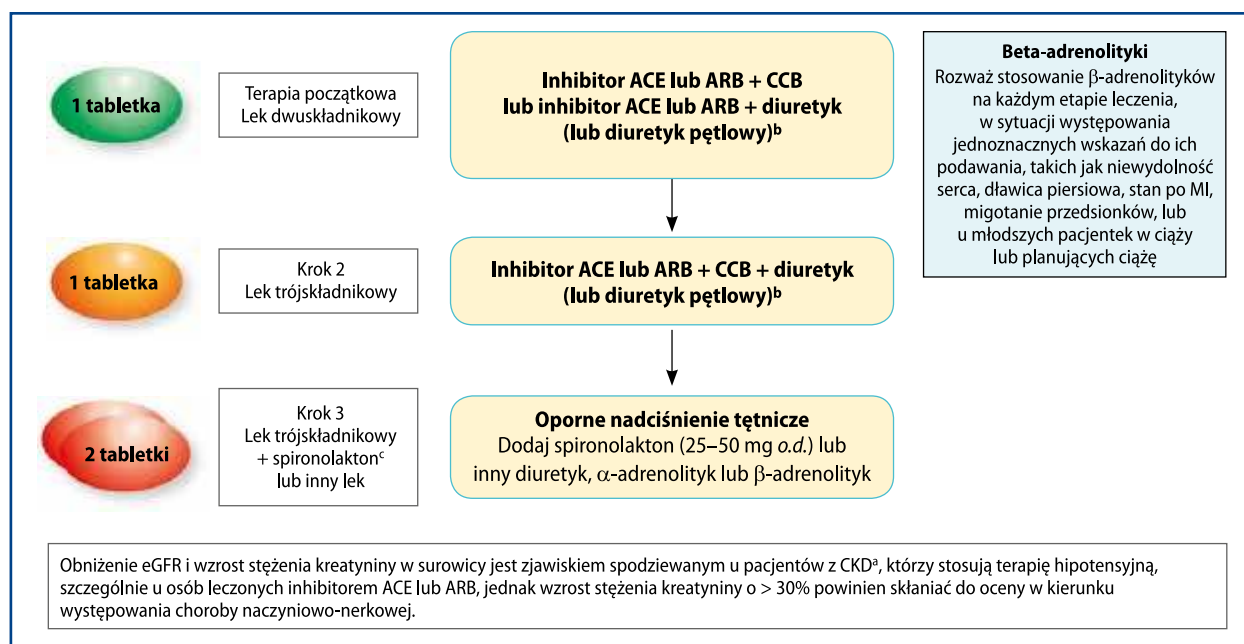 1 tabletka
Terapia początkowa
Lek dwuskładnikowy
Inhibitor ACE lub ARB + CCB
lub inhibitor ACE lub ARB + diuretyk
(lub diuretyk pętlowy)ᵇ
Beta-adrenolityki
Rozważ stosowanie β-adrenolityków
na każdym etapie leczenia,
w sytuacji występowania
jednoznacznych wskazań do ich
podawania, takich jak niewydolność
serca, dławica piersiowa, stan po MI,
migotanie przedsionków, lub
u młodszych pacjentek w ciąży
lub planujących ciążę
1 tabletka
Krok 2
Lek trójskładnikowy
Inhibitor ACE lub ARB + CCB + diuretyk
(lub diuretyk pętlowy)ᵇ
2 tabletki
Krok 3
Lek trójskładnikowy
+ spironolaktonᶜ
lub inny lek
Oporne nadciśnienie tętnicze
Dodaj spironolakton (25–50 mg o.d.) lub
inny diuretyk, α-adrenolityk lub β-adrenolityk
Obniżenie eGFR i wzrost stężenia kreatyniny w surowicy jest zjawiskiem spodziewanym u pacjentów z CKDᵃ, którzy stosują terapię hipotensyjną,
szczególnie u osób leczonych inhibitorem ACE lub ARB, jednak wzrost stężenia kreatyniny o > 30% powinien skłaniać do oceny w kierunku
występowania choroby naczyniowo-nerkowej.